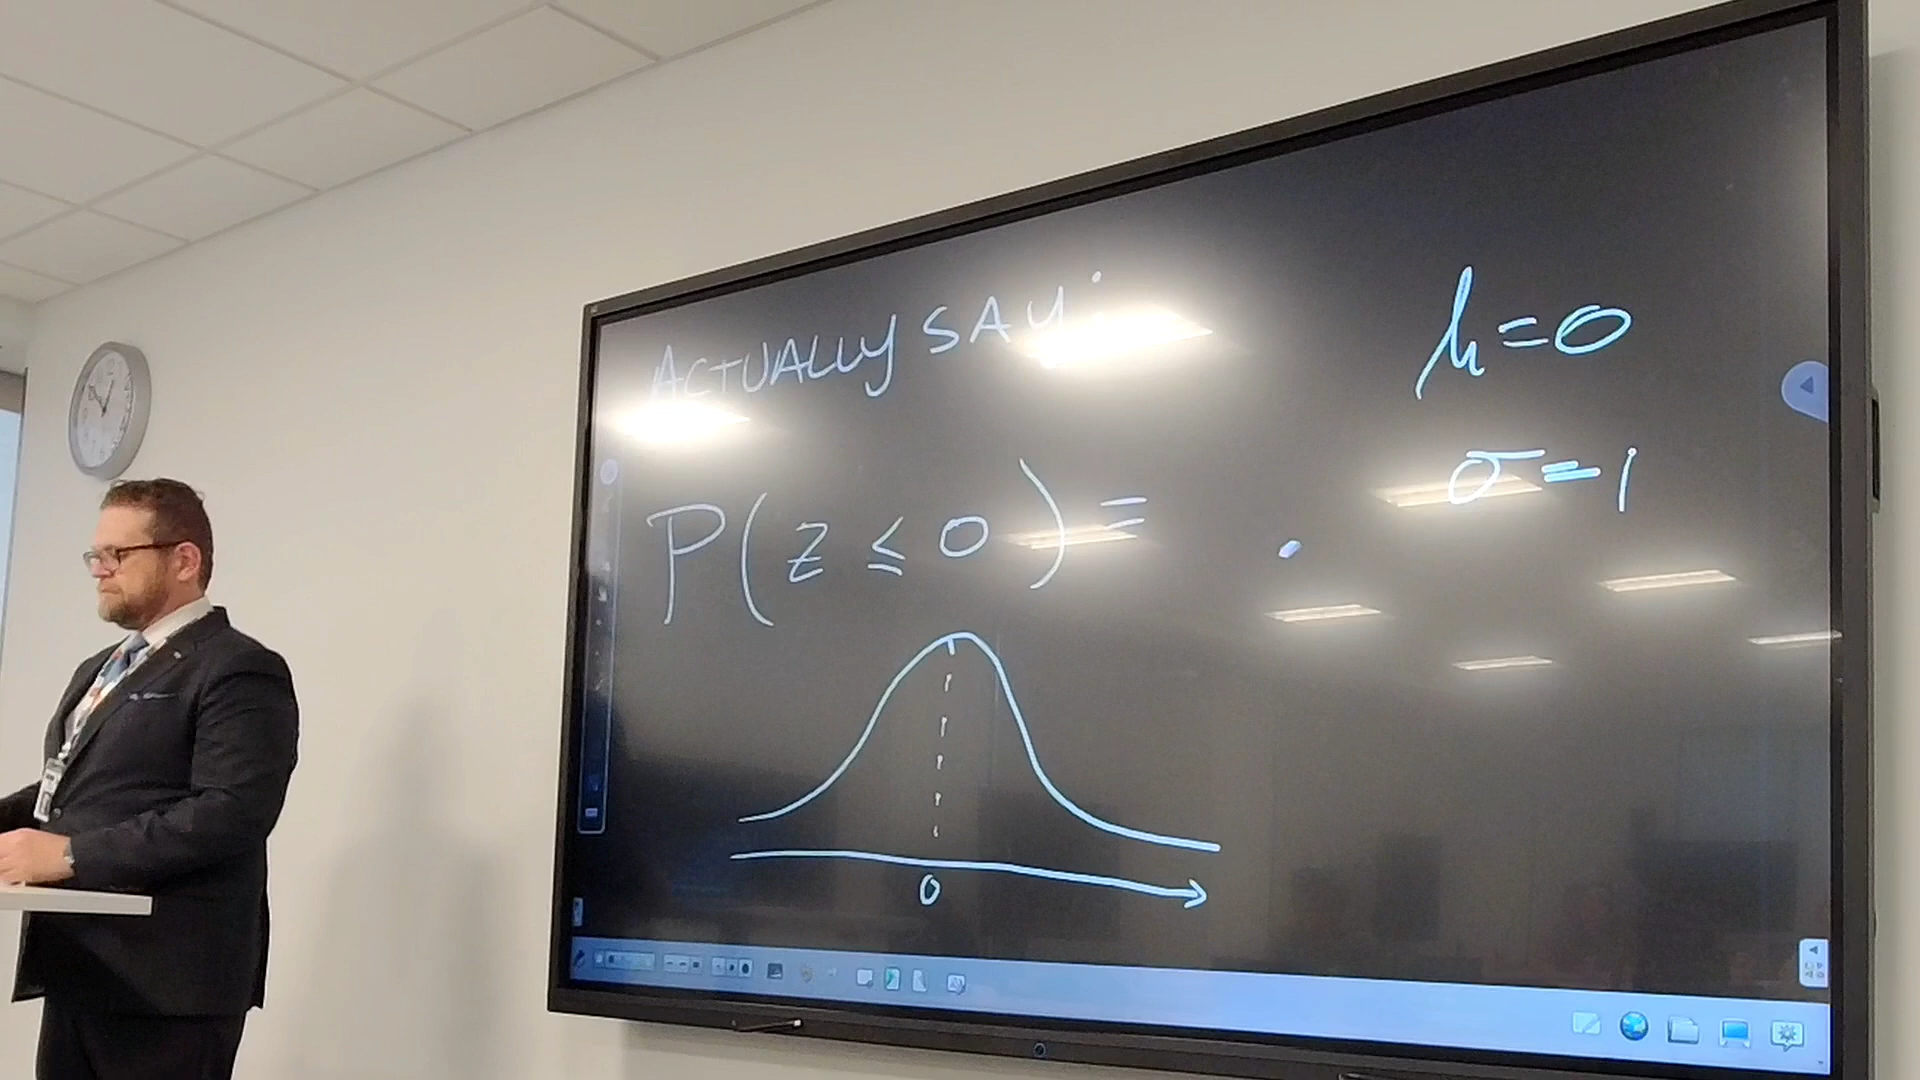 ACTUALLY SAY:
μ=0
σ=1
P(z ≤ 0)=
0